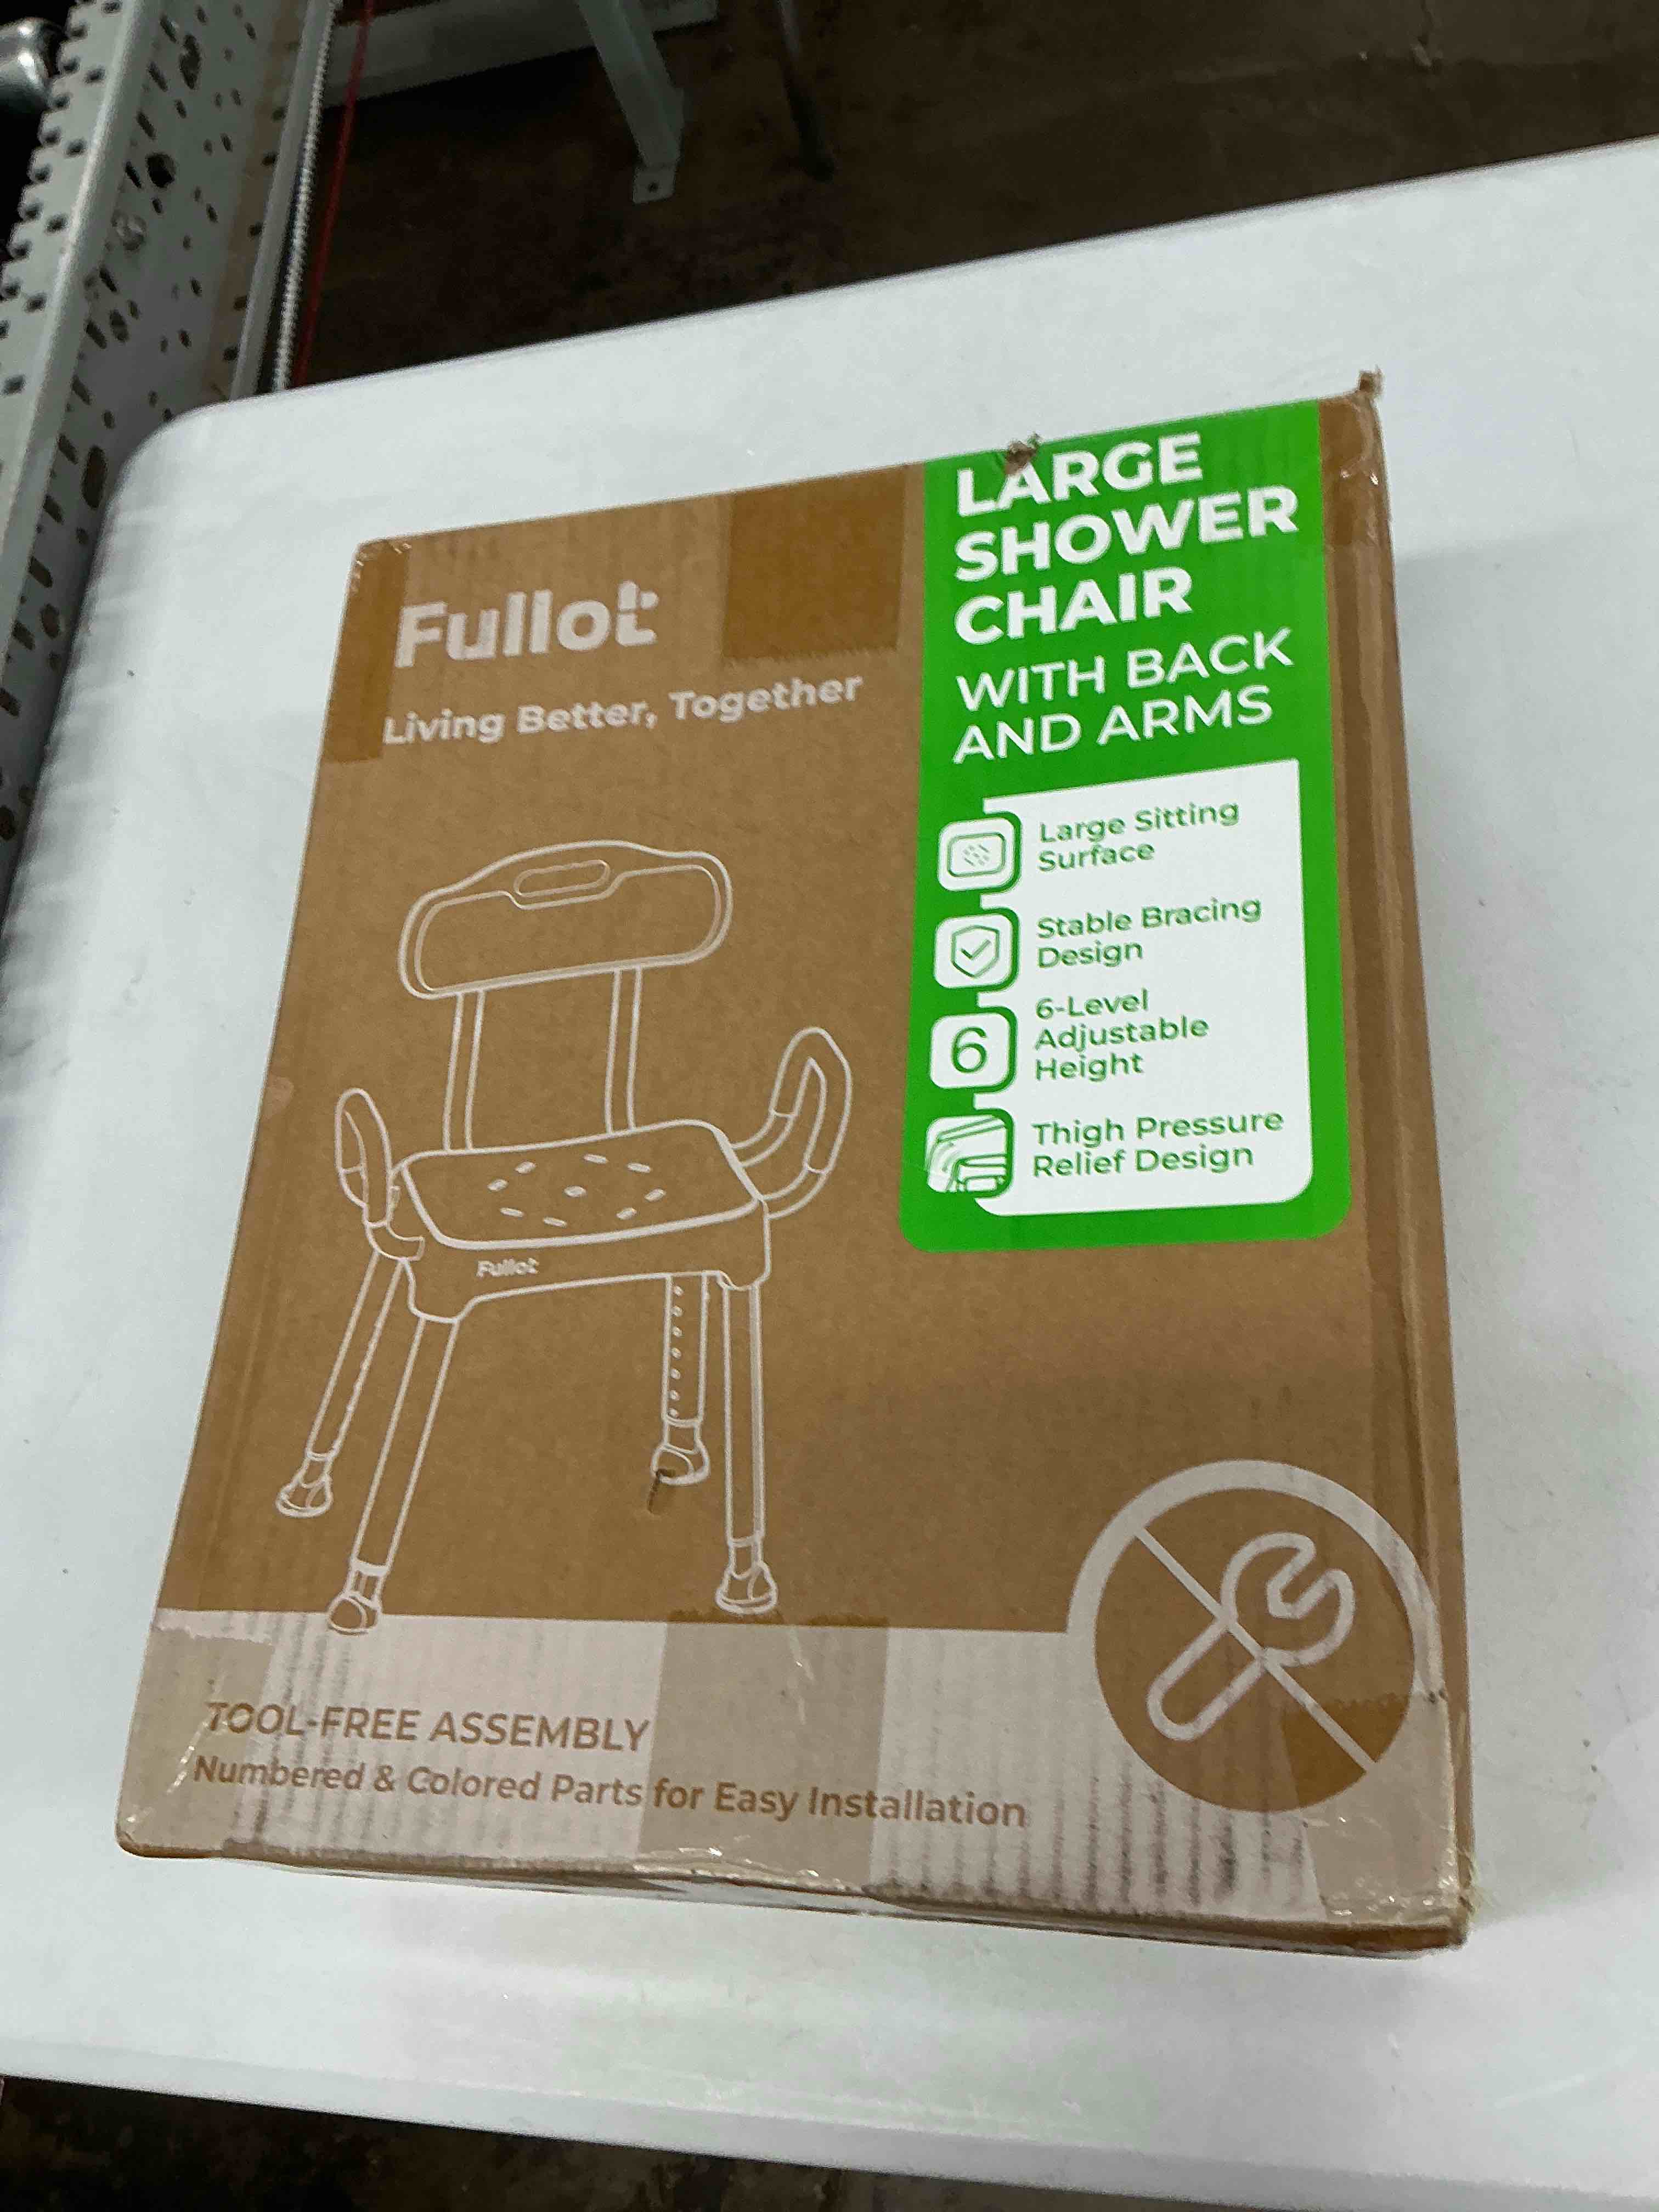 Fullot
Living Better, Together
LARGE
SHOWER
CHAIR
WITH BACK
AND ARMS
Large Sitting
Surface
Stable Bracing
Design
6
6-Level
Adjustable
Height
Thigh Pressure
Relief Design
Fullot
TOOL-FREE ASSEMBLY
Numbered & Colored Parts for Easy Installation